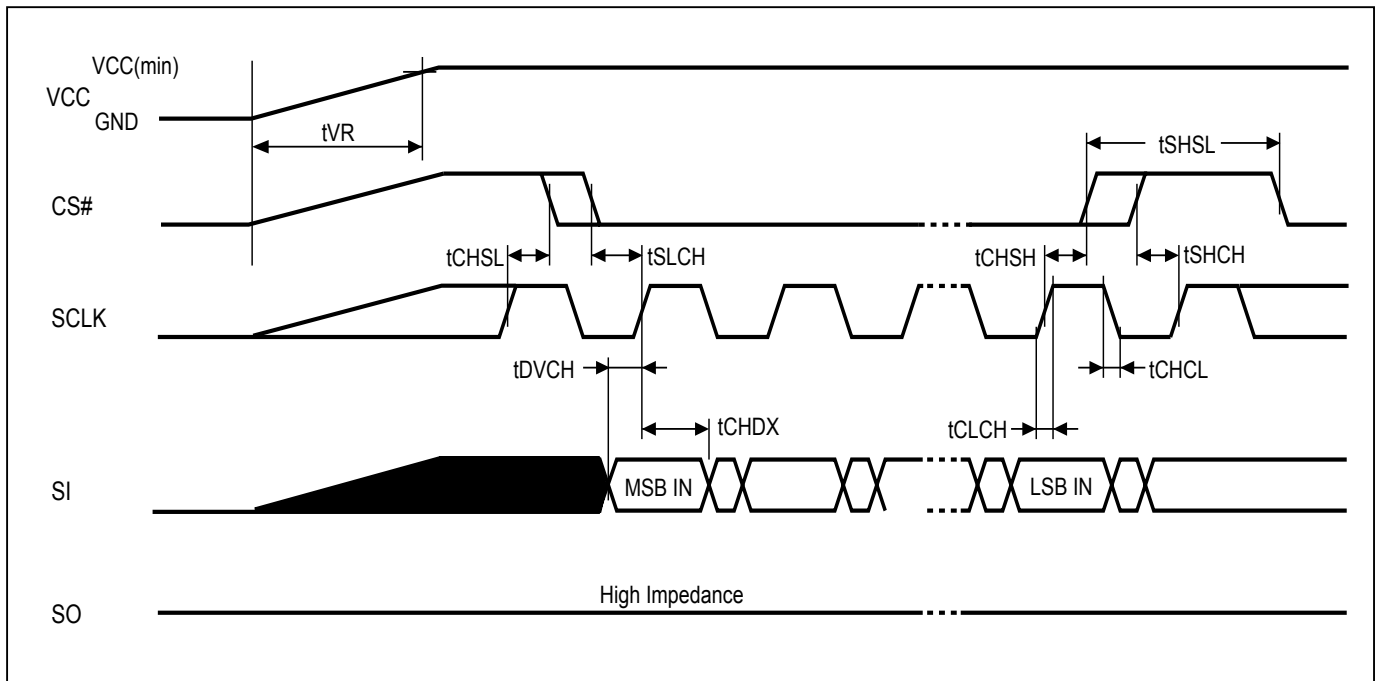 VCC(min)
VCC
GND
tVR
tSHSL
CS#
tCHSL
tSLCH
tCHSH
tSHCH
SCLK
tDVCH
tCHCL
tCHDX
tCLCH
SI
MSB IN
LSB IN
High Impedance
SO